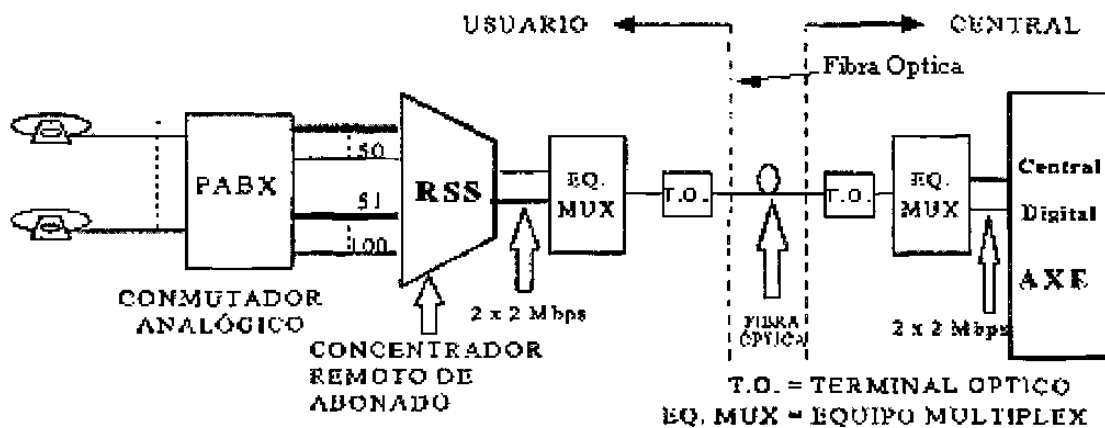 USUARIO
CENTRAL
Fibra Optica
PABX
50
51
100
RSS
EQ.
MUX
T.O.
T.O.
EQ.
MUX
Central
Digital
AXE
CONMUTADOR
ANALÓGICO
2 x 2 Mbps
FIBRA
ÓPTICA
2 x 2 Mbps
CONCENTRADOR
REMOTO DE
ABONADO
T.O. = TERMINAL OPTICO
EQ. MUX = EQUIPO MULTIPLEX